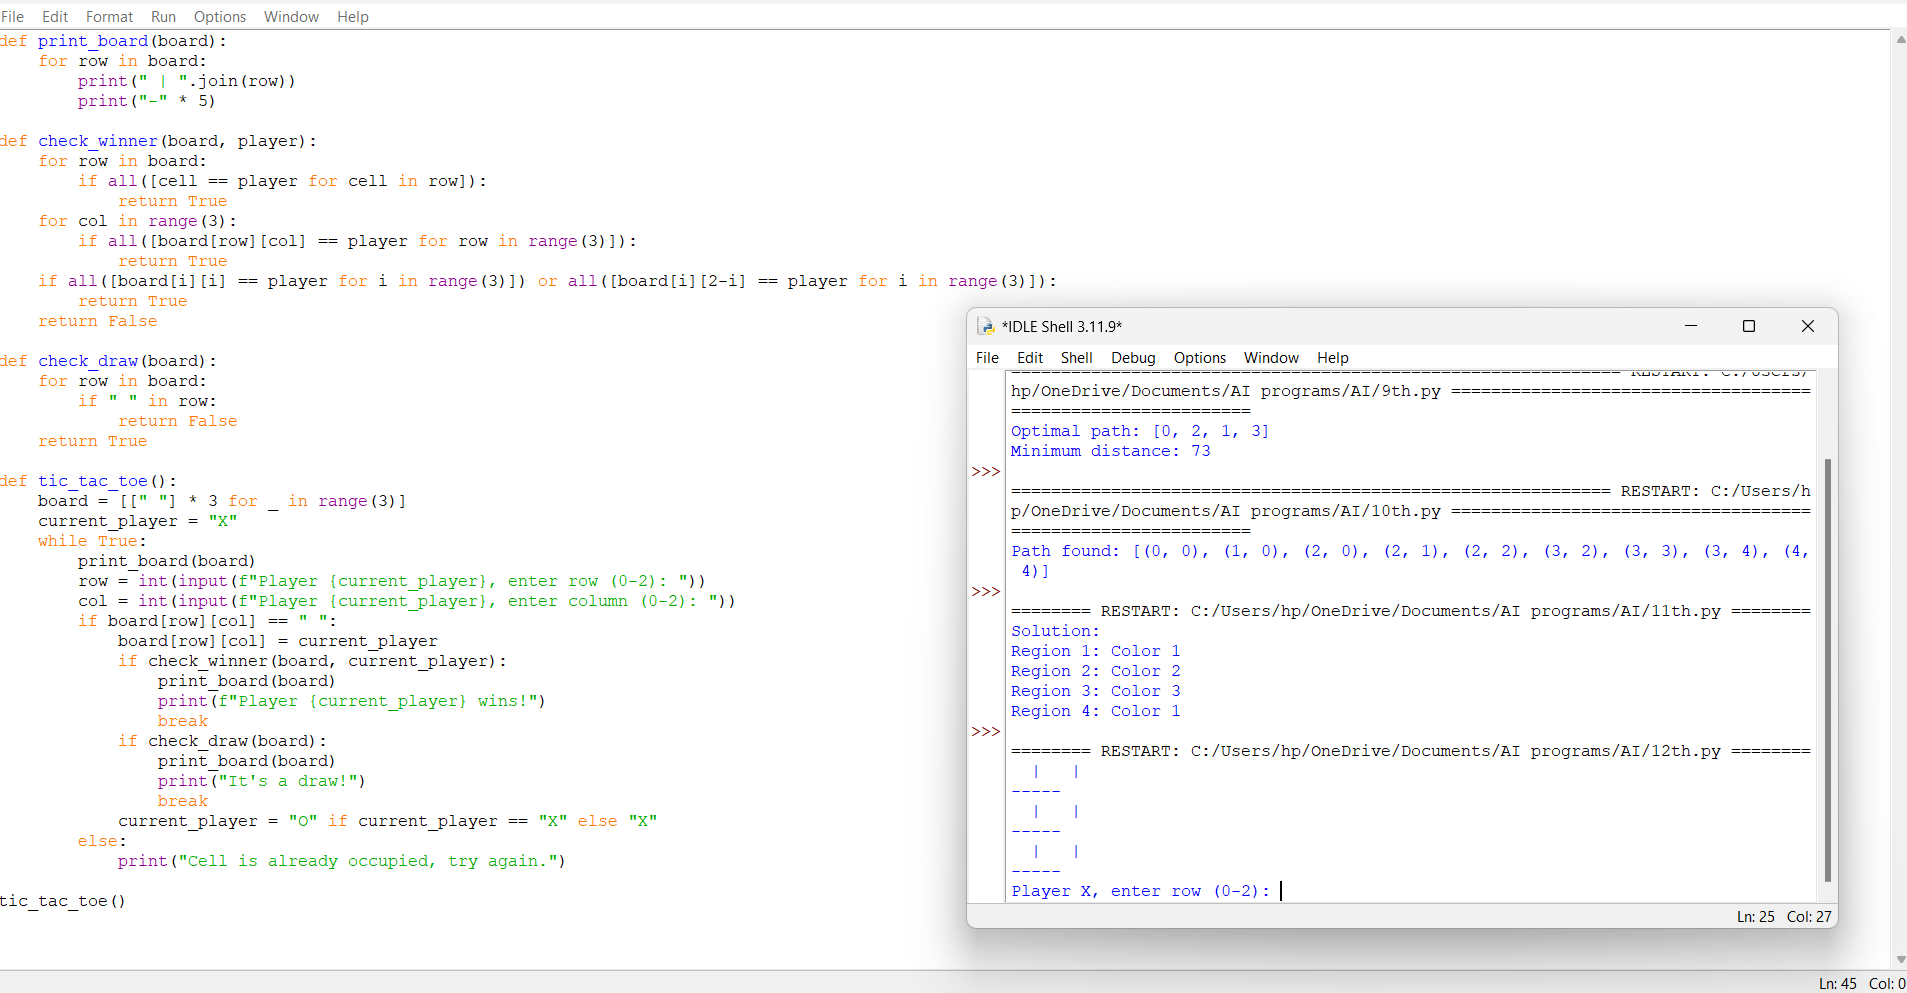 File Edit Format Run Options Window Help
def print_board(board):
    for row in board:
        print(" | ".join(row))
        print("-" * 5)

def check_winner(board, player):
    for row in board:
        if all([cell == player for cell in row]):
            return True
    for col in range(3):
        if all([board[row][col] == player for row in range(3)]):
            return True
    if all([board[i][i] == player for i in range(3)]) or all([board[i][2-i] == player for i in range(3)]):
        return True
    return False

def check_draw(board):
    for row in board:
        if " " in row:
            return False
    return True

def tic_tac_toe():
    board = [[" "] * 3 for _ in range(3)]
    current_player = "X"
    while True:
        print_board(board)
        row = int(input(f"Player {current_player}, enter row (0-2): "))
        col = int(input(f"Player {current_player}, enter column (0-2): "))
        if board[row][col] == " ":
            board[row][col] = current_player
            if check_winner(board, current_player):
                print_board(board)
                print(f"Player {current_player} wins!")
                break
            if check_draw(board):
                print_board(board)
                print("It's a draw!")
                break
            current_player = "O" if current_player == "X" else "X"
        else:
            print("Cell is already occupied, try again.")

tic_tac_toe()
Ln: 45 Col: 0
*IDLE Shell 3.11.9*
File Edit Shell Debug Options Window Help
============================================================= RESTART: C:/Users/
hp/OneDrive/Documents/AI programs/AI/9th.py ====================================
========================
Optimal path: [0, 2, 1, 3]
Minimum distance: 73
>>>
============================================================ RESTART: C:/Users/h
p/OneDrive/Documents/AI programs/AI/10th.py ====================================
========================
Path found: [(0, 0), (1, 0), (2, 0), (2, 1), (2, 2), (3, 2), (3, 3), (3, 4), (4,
 4)]
>>>
======== RESTART: C:/Users/hp/OneDrive/Documents/AI programs/AI/11th.py ========
Solution:
Region 1: Color 1
Region 2: Color 2
Region 3: Color 3
Region 4: Color 1
>>>
======== RESTART: C:/Users/hp/OneDrive/Documents/AI programs/AI/12th.py ========
  |   |
-----
  |   |
-----
  |   |
-----
Player X, enter row (0-2):
Ln: 25 Col: 27